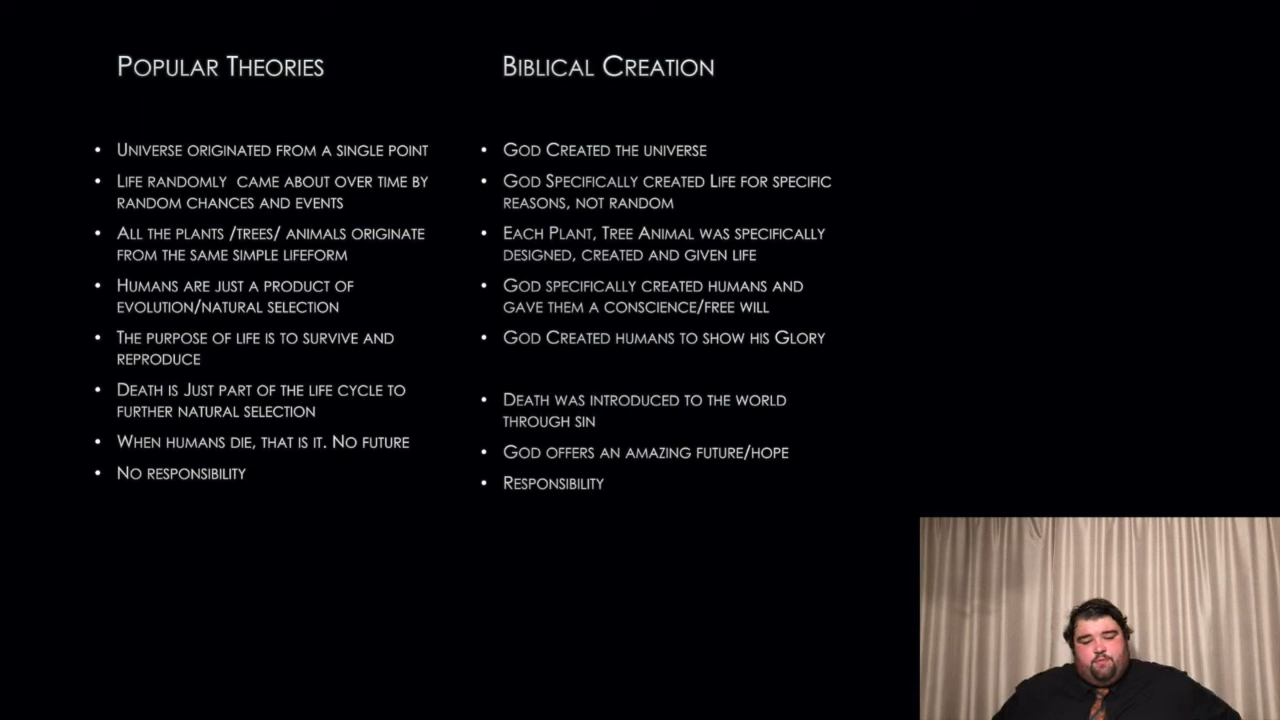 Popular Theories
Universe originated from a single point
Life randomly came about over time by
random chances and events
All the plants /trees/ animals originate
from the same simple lifeform
Humans are just a product of
evolution/natural selection
The purpose of life is to survive and
reproduce
Death is Just part of the life cycle to
further natural selection
When humans die, that is it. No future
No responsibility
Biblical Creation
God Created the universe
God Specifically created Life for specific
reasons, not random
Each Plant, Tree Animal was specifically
designed, created and given life
God specifically created humans and
gave them a conscience/free will
God Created humans to show his Glory
Death was introduced to the world
through sin
God offers an amazing future/hope
Responsibility